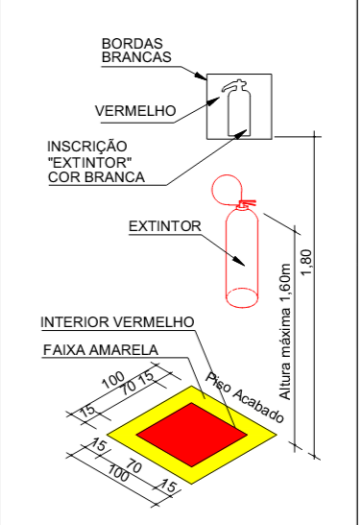 BORDAS
BRANCAS
VERMELHO
INSCRIÇÃO
"EXTINTOR"
COR BRANCA
EXTINTOR
Altura máxima 1,60m
1,80
INTERIOR VERMELHO
FAIXA AMARELA
Piso Acabado
100
70
15
15
15
70
15
100